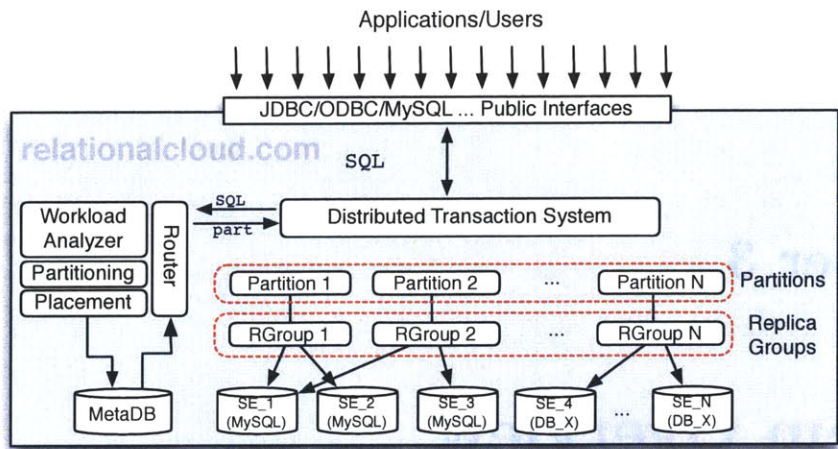 Applications/Users
JDBC/ODBC/MySQL ... Public Interfaces
relationalcloud.com
SQL
SQL
part
Distributed Transaction System
Workload
Analyzer
Partitioning
Placement
Router
Partition 1
Partition 2
...
Partition N
Partitions
RGroup 1
RGroup 2
...
RGroup N
Replica
Groups
MetaDB
SE_1
(MySQL)
SE_2
(MySQL)
SE_3
(MySQL)
SE_4
(DB_X)
...
SE_N
(DB_X)